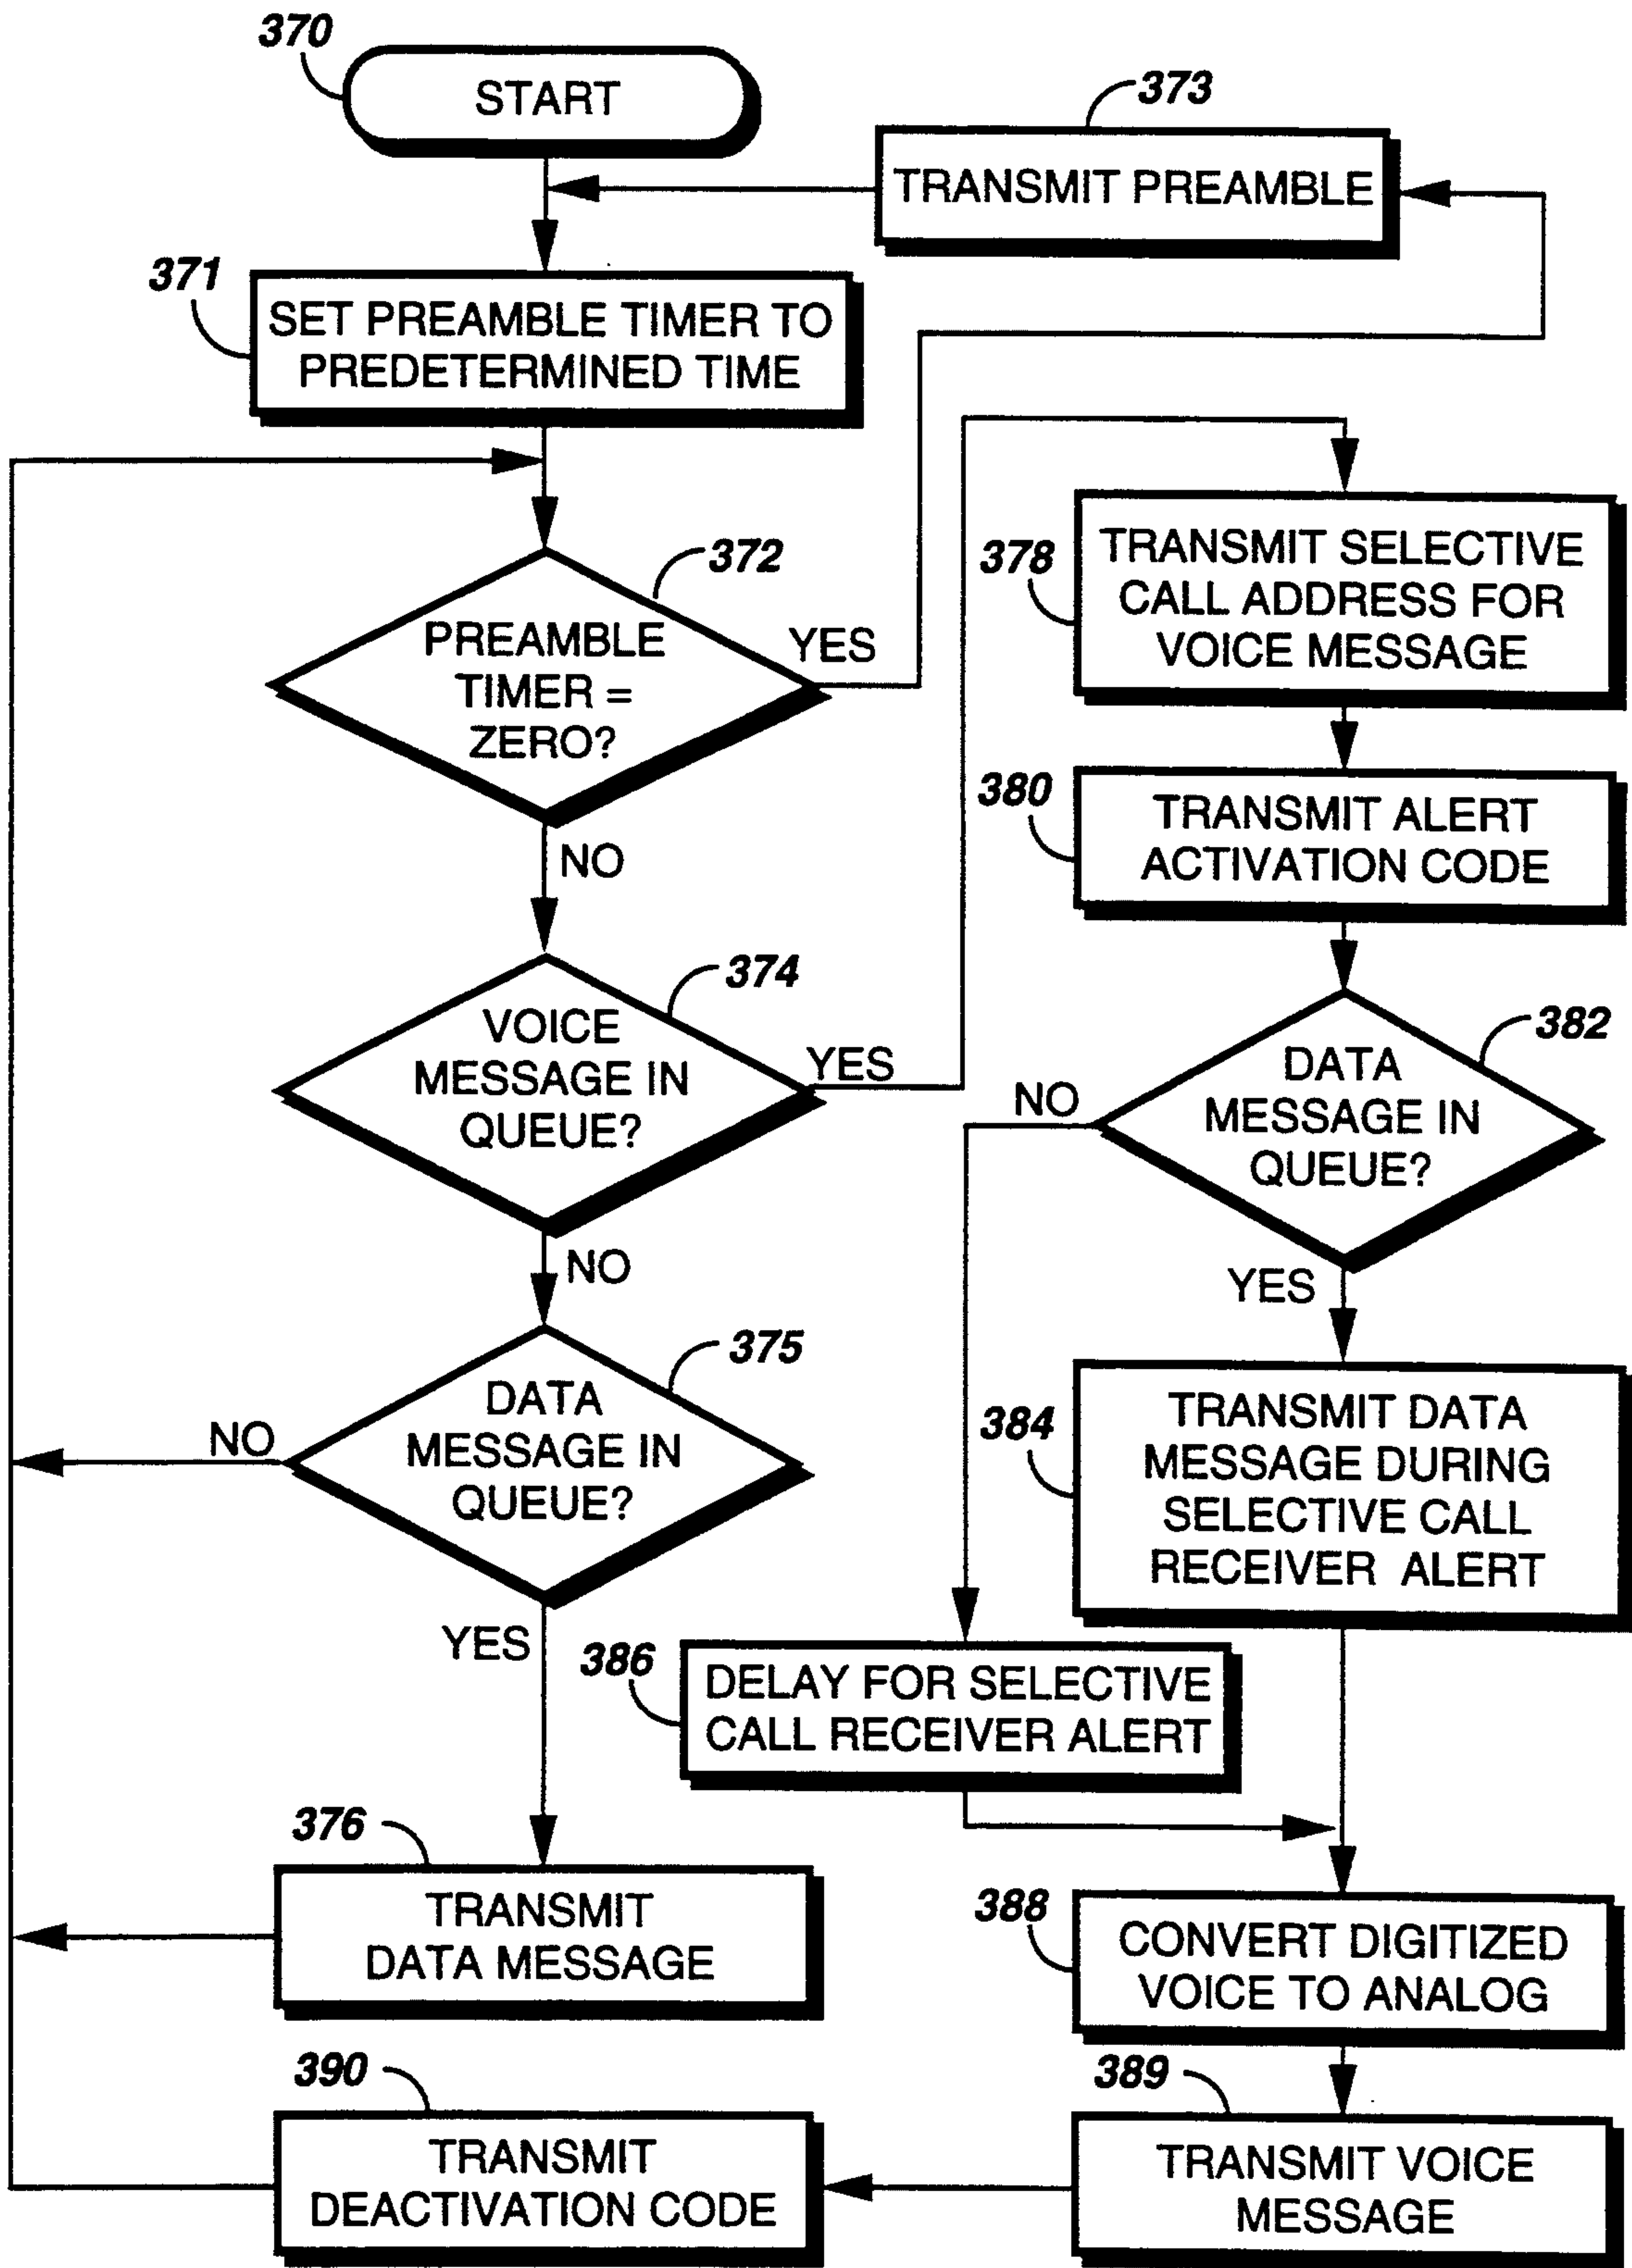 370
START
373
TRANSMIT PREAMBLE
371
SET PREAMBLE TIMER TO
PREDETERMINED TIME
372
PREAMBLE
TIMER =
ZERO?
YES
NO
374
VOICE
MESSAGE IN
QUEUE?
YES
NO
375
DATA
MESSAGE IN
QUEUE?
NO
YES
376
TRANSMIT
DATA MESSAGE
378
TRANSMIT SELECTIVE
CALL ADDRESS FOR
VOICE MESSAGE
380
TRANSMIT ALERT
ACTIVATION CODE
382
DATA
MESSAGE IN
QUEUE?
NO
YES
384
TRANSMIT DATA
MESSAGE DURING
SELECTIVE CALL
RECEIVER ALERT
386
DELAY FOR SELECTIVE
CALL RECEIVER ALERT
388
CONVERT DIGITIZED
VOICE TO ANALOG
389
TRANSMIT VOICE
MESSAGE
390
TRANSMIT
DEACTIVATION CODE